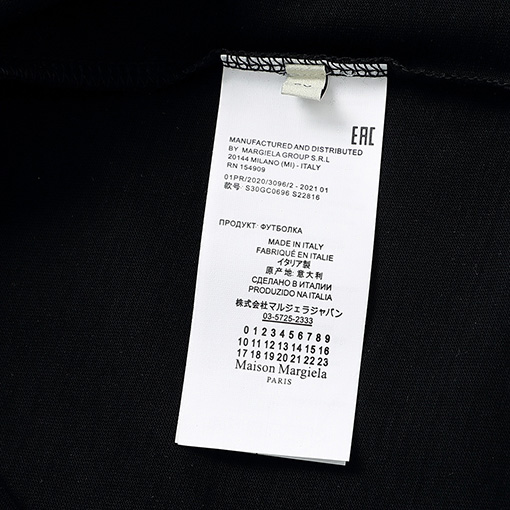 EAC
MANUFACTURED AND DISTRIBUTED
BY MARGIELA GROUP S.R.L
20144 MILANO (MI) - ITALY
RN 154909
01PR/2020/3096/2 - 2021 01
款号: S30GC0696 S22816
ПРОДУКТ: ФУТБОЛКА
MADE IN ITALY
FABRIQUÉ EN ITALIE
イタリア製
原产地: 意大利
СДЕЛАНО В ИТАЛИИ
PRODUZIDO NA ITALIA
株式会社マルジェラジャパン
03-5725-2333
0 1 2 3 4 5 6 7 8 9
10 11 12 13 14 15 16
17 18 19 20 21 22 23
Maison Margiela
PARIS